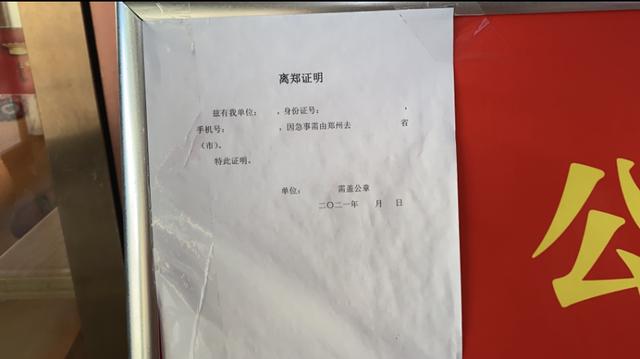 离郑证明
兹有我单位： ，身份证号： ，
手机号： ，因急事需由郑州去 省
（市）。
特此证明。
单位： 需盖公章
二〇二一年 月 日
公